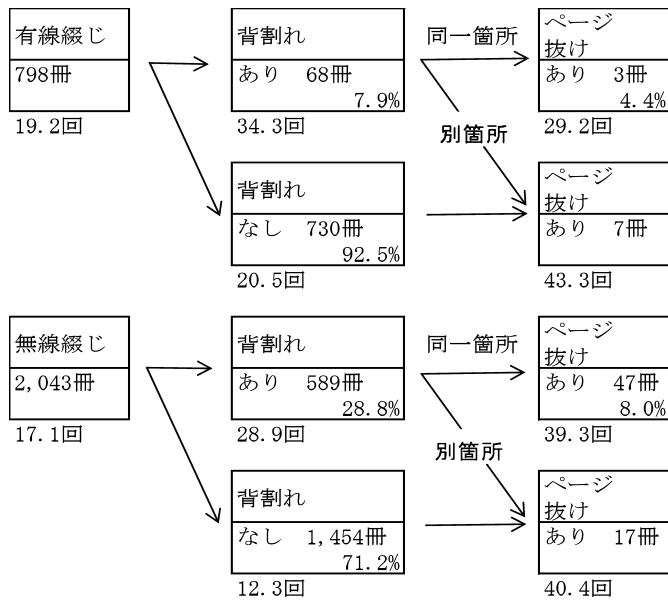 有線綴じ
798冊
19.2回
背割れ
あり 68冊
7.9%
34.3回
同一箇所
ページ
抜け
あり 3冊
4.4%
29.2回
別箇所
背割れ
なし 730冊
92.5%
20.5回
ページ
抜け
あり 7冊
43.3回
無線綴じ
2,043冊
17.1回
背割れ
あり 589冊
28.8%
28.9回
同一箇所
ページ
抜け
あり 47冊
8.0%
39.3回
別箇所
背割れ
なし 1,454冊
71.2%
12.3回
ページ
抜け
あり 17冊
40.4回